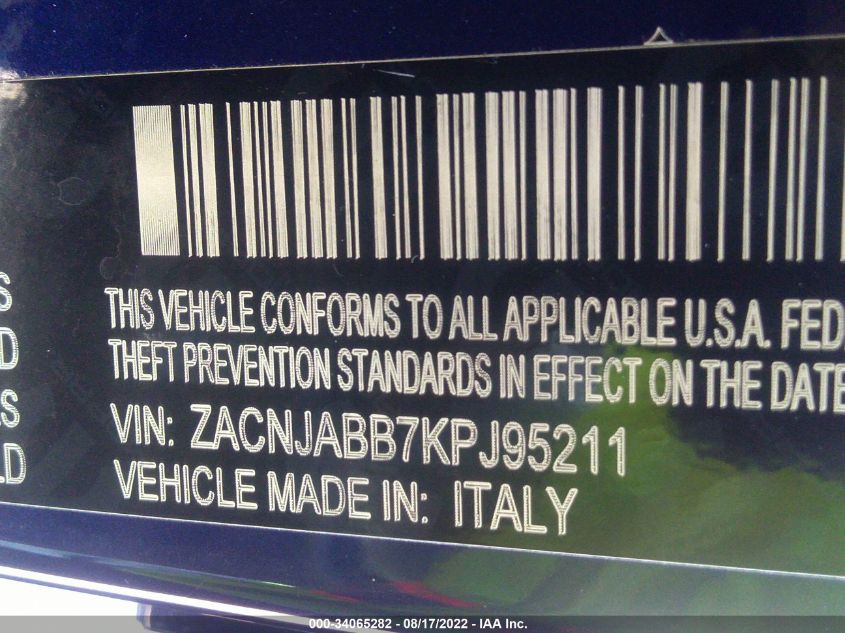 THIS VEHICLE CONFORMS TO ALL APPLICABLE U.S.A. FED
THEFT PREVENTION STANDARDS IN EFFECT ON THE DATE
VIN: ZACNJABB7KPJ95211
VEHICLE MADE IN: ITALY
S
D
S
LD
000-34065282 - 08/17/2022 - IAA Inc.